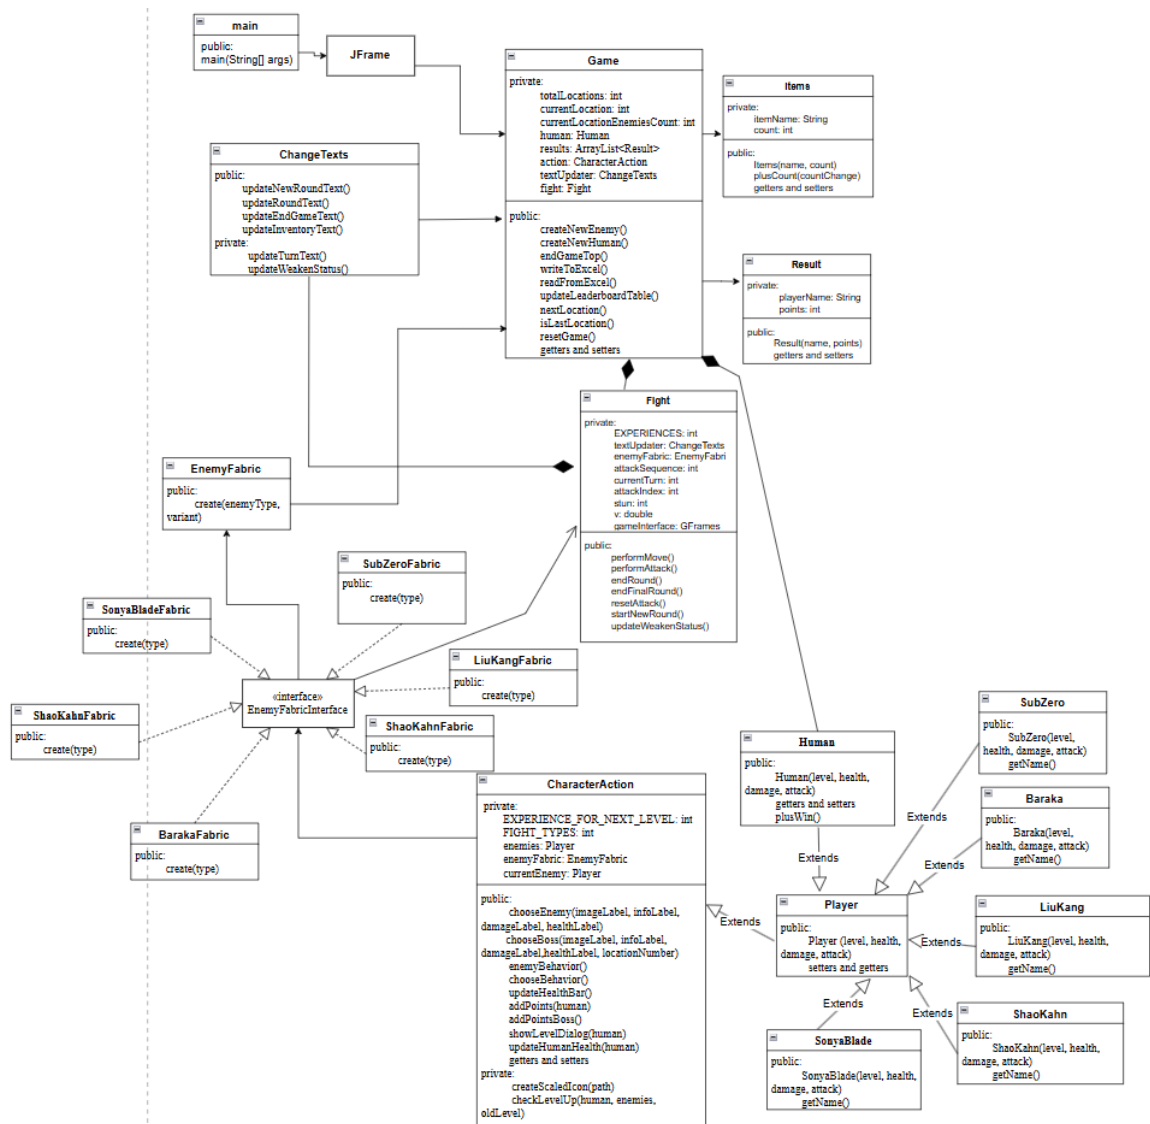 main
public:
main(String[] args)
JFrame
Game
private:
totalLocations: int
currentLocation: int
currentLocationEnemiesCount: int
human: Human
results: ArrayList<Result>
action: CharacterAction
textUpdater: ChangeTexts
fight: Fight
public:
createNewEnemy()
createNewHuman()
endGameTop()
writeToExcel()
readFromExcel()
updateLeaderboardTable()
nextLocation()
isLastLocation()
resetGame()
getters and setters
Items
private:
itemName: String
count: int
public:
Items(name, count)
plusCount(countChange)
getters and setters
ChangeTexts
public:
updateNewRoundText()
updateRoundText()
updateEndGameText()
updateInventoryText()
private:
updateTurnText()
updateWeakenStatus()
Result
private:
playerName: String
points: int
public:
Result(name, points)
getters and setters
Fight
private:
EXPERIENCES: int
textUpdater: ChangeTexts
enemyFabric: EnemyFabri
attackSequence: int
currentTurn: int
attackIndex: int
stun: int
v: double
gameInterface: GFrames
public:
performMove()
performAttack()
endRound()
endFinalRound()
resetAttack()
startNewRound()
updateWeakenStatus()
EnemyFabric
public:
create(enemyType,
variant)
SubZeroFabric
public:
create(type)
SonyaBladeFabric
public:
create(type)
LiuKangFabric
public:
create(type)
«interface»
EnemyFabricInterface
ShaoKahnFabric
public:
create(type)
ShaoKahnFabric
public:
create(type)
BarakaFabric
public:
create(type)
CharacterAction
private:
EXPERIENCE_FOR_NEXT_LEVEL: int
FIGHT_TYPES: int
enemies: Player
enemyFabric: EnemyFabric
currentEnemy: Player
public:
chooseEnemy(imageLabel, infoLabel,
damageLabel, healthLabel)
chooseBoss(imageLabel, infoLabel,
damageLabel,healthLabel, locationNumber)
enemyBehavior()
chooseBehavior()
updateHealthBar()
addPoints(human)
addPointsBoss()
showLevelDialog(human)
updateHumanHealth(human)
getters and setters
private:
createScaledIcon(path)
checkLevelUp(human, enemies,
oldLevel)
Human
public:
Human(level, health,
damage, attack)
getters and setters
plusWin()
Extends
SubZero
public:
SubZero(level,
health, damage, attack)
getName()
Extends
Baraka
public:
Baraka(level,
health, damage, attack)
getName()
Extends
Player
public:
Player (level, health,
damage, attack)
setters and getters
Extends
LiuKang
public:
LiuKang(level, health,
damage, attack)
getName()
Extends
ShaoKahn
public:
ShaoKahn(level, health,
damage, attack)
getName()
Extends
SonyaBlade
public:
SonyaBlade(level, health,
damage, attack)
getName()
Extends